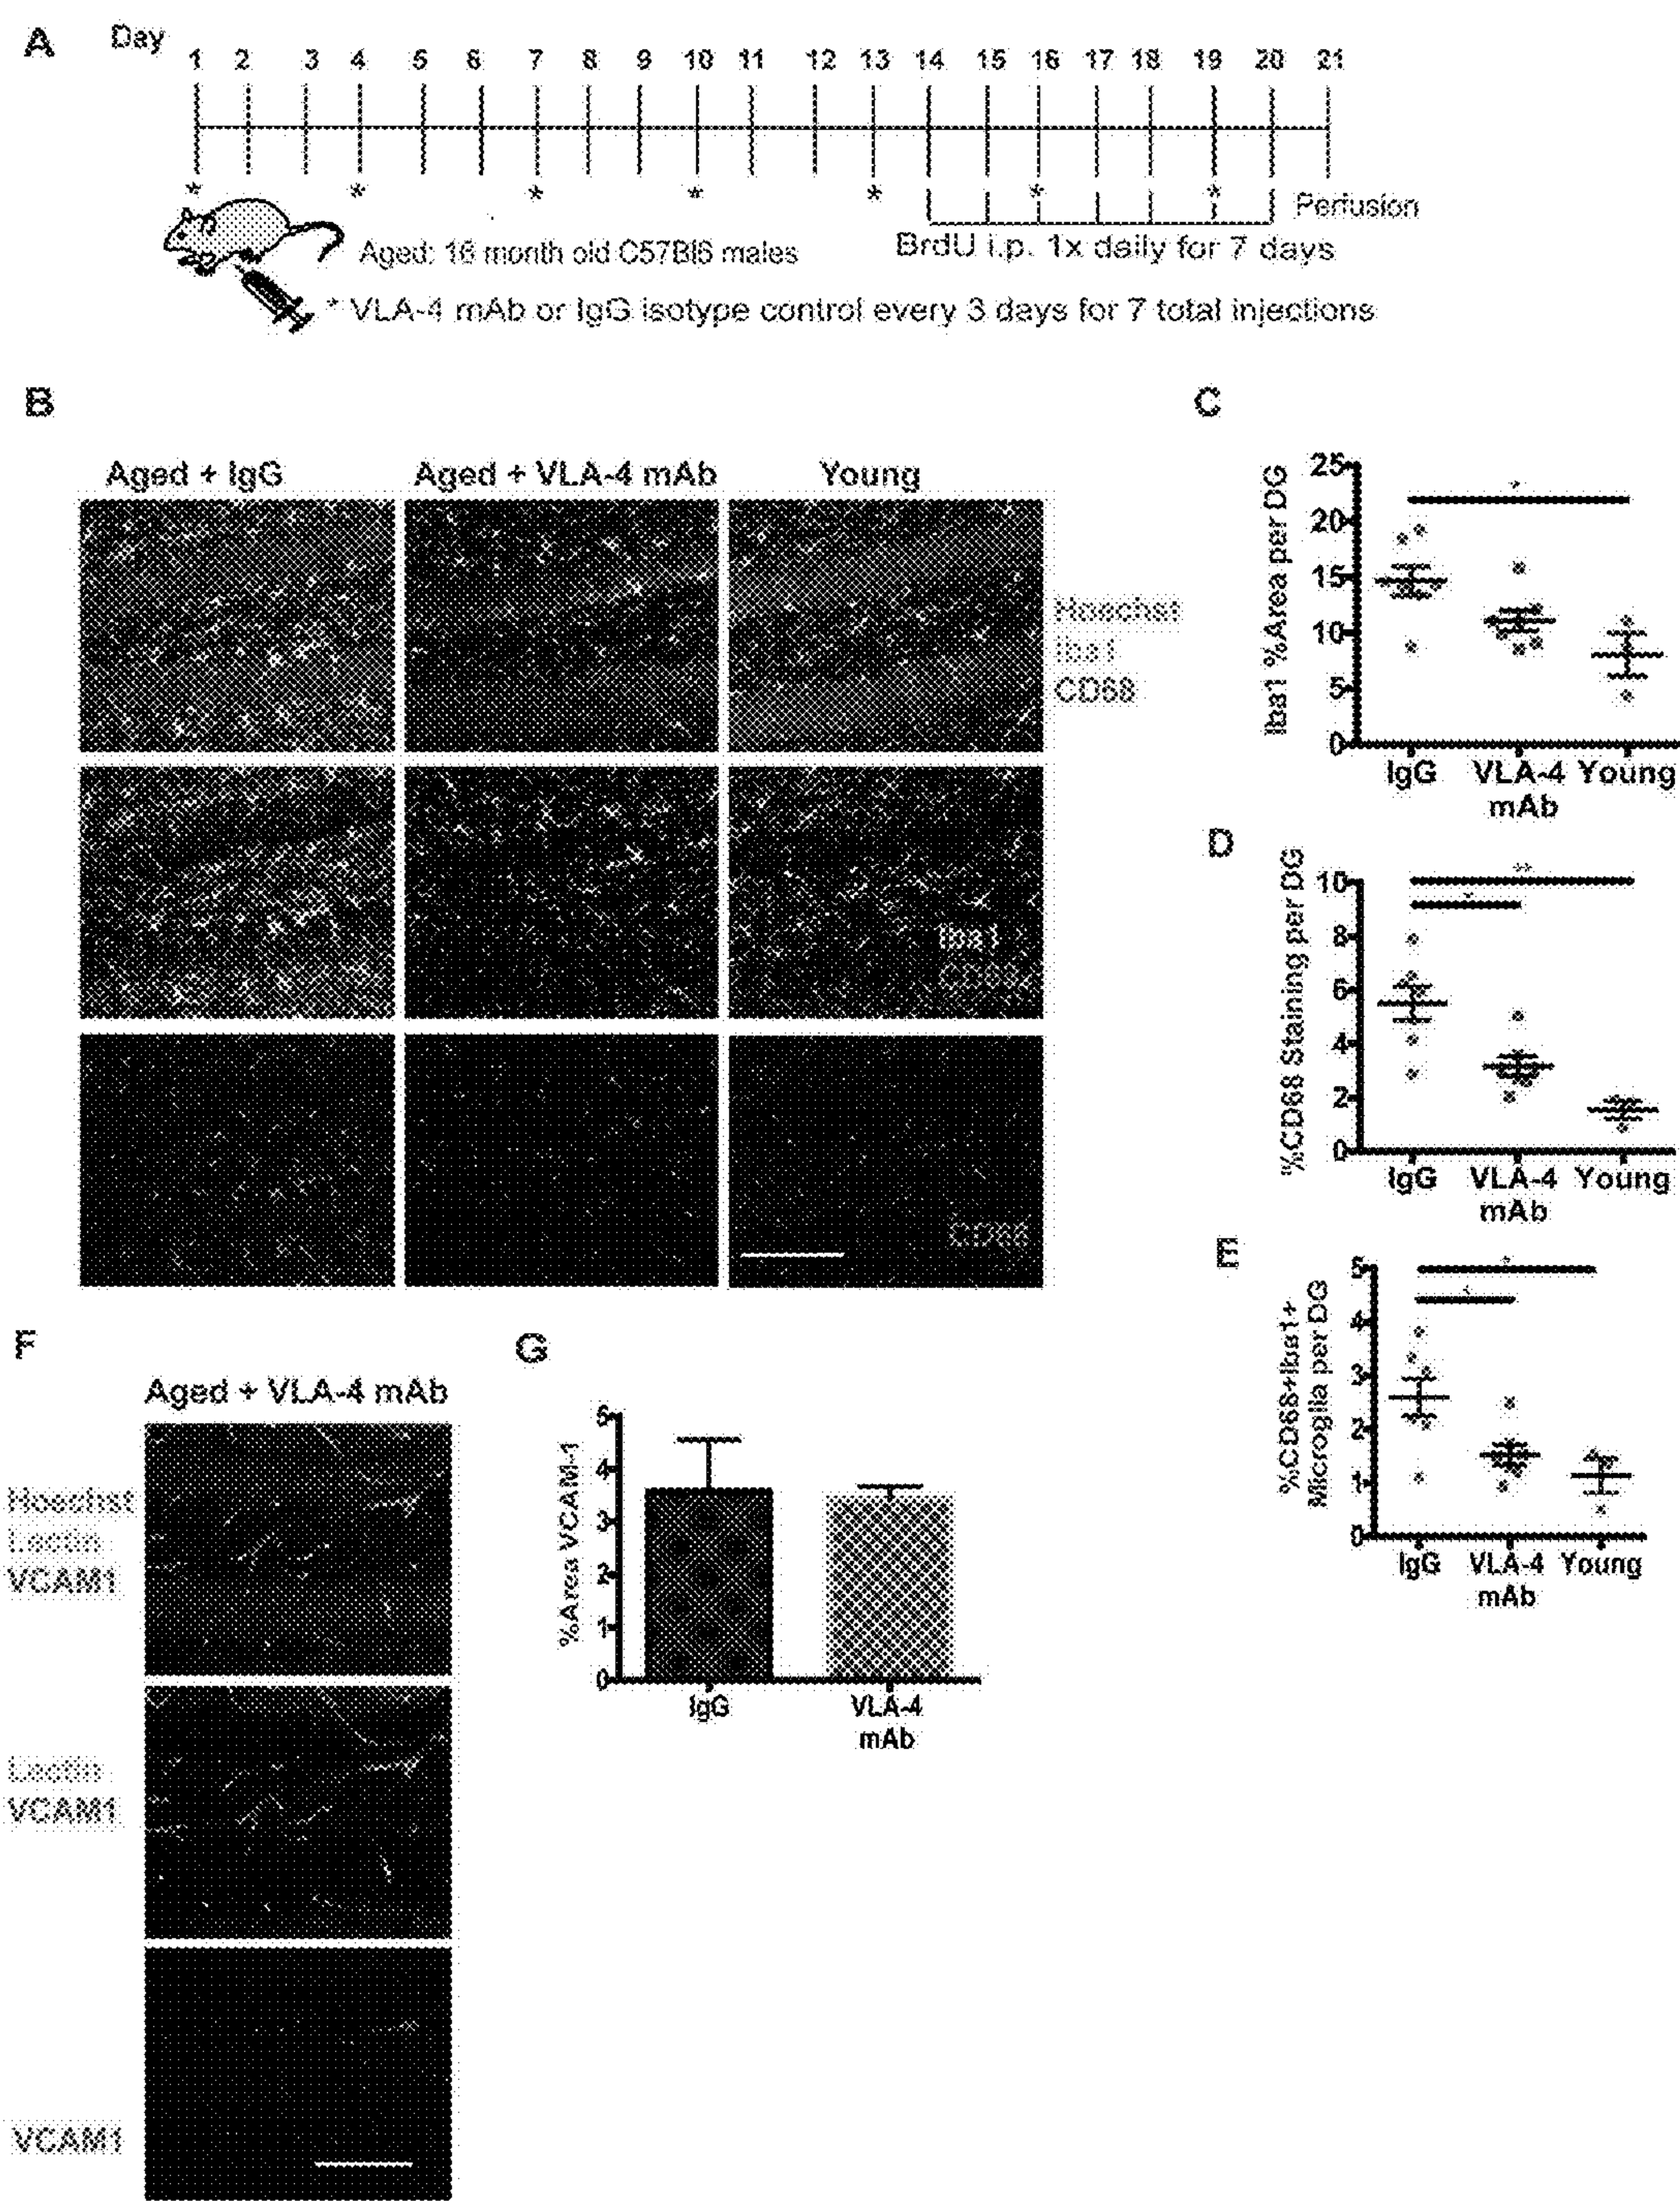 A
Day
1 2 3 4 5 6 7 8 9 10 11 12 13 14 15 16 17 18 19 20 21
* * * * * * *
Perfusion
Aged: 16 month old C57Bl6 males
BrdU i.p. 1x daily for 7 days
* VLA-4 mAb or IgG isotype control every 3 days for 7 total injections
B
Aged + IgG Aged + VLA-4 mAb Young
Hoechst
Iba1
CD68
Iba1
CD68
CD68
C
Iba1 %Area per DG
25
20
15
10
5
0
*
IgG VLA-4 Young
mAb
D
%CD68 Staining per DG
10
8
6
4
2
0
**
*
IgG VLA-4 Young
mAb
E
%CD68+Iba1+
Microglia per DG
5
4
3
2
1
0
*
*
IgG VLA-4 Young
mAb
F
Aged + VLA-4 mAb
Hoechst
Lectin
VCAM1
Lectin
VCAM1
VCAM1
G
%Area VCAM-1
5
4
3
2
1
0
IgG VLA-4
mAb